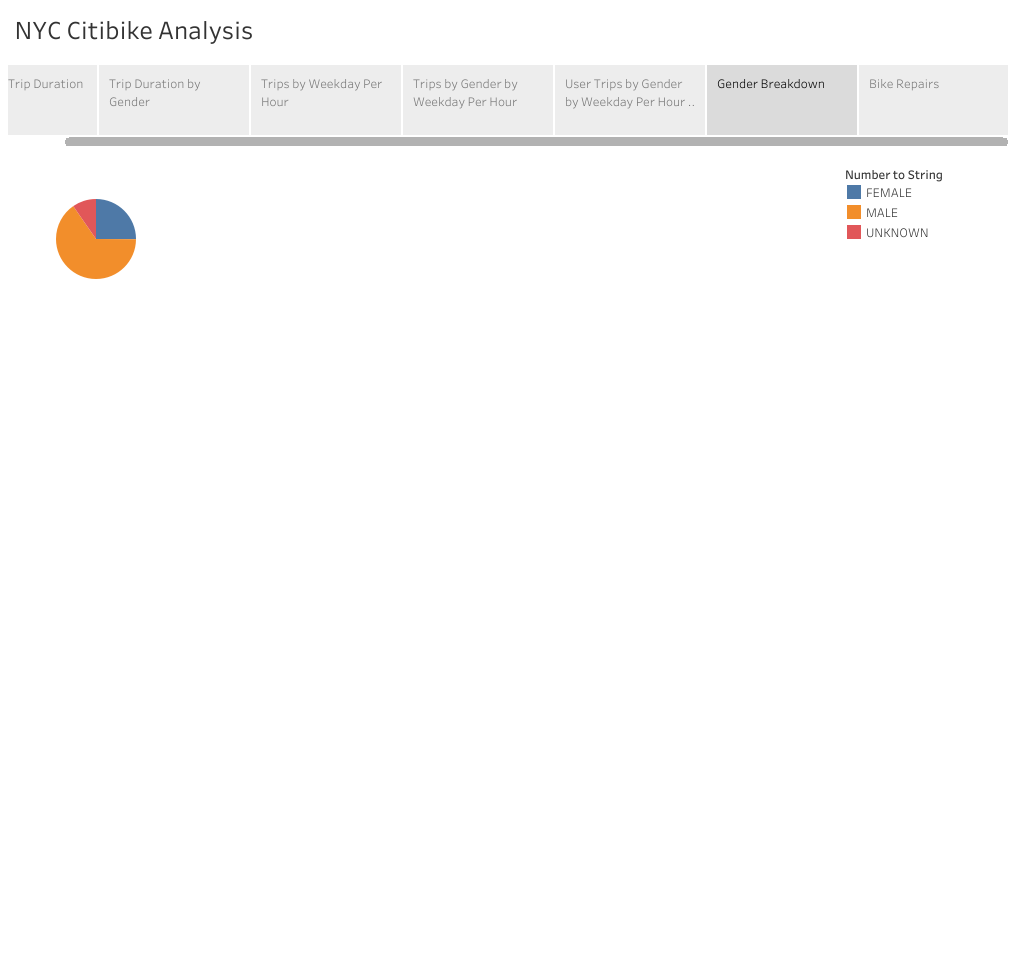 NYC Citibike Analysis
Trip Duration
Trip Duration by
Gender
Trips by Weekday Per
Hour
Trips by Gender by
Weekday Per Hour
User Trips by Gender
by Weekday Per Hour ..
Gender Breakdown
Bike Repairs
Number to String
FEMALE
MALE
UNKNOWN